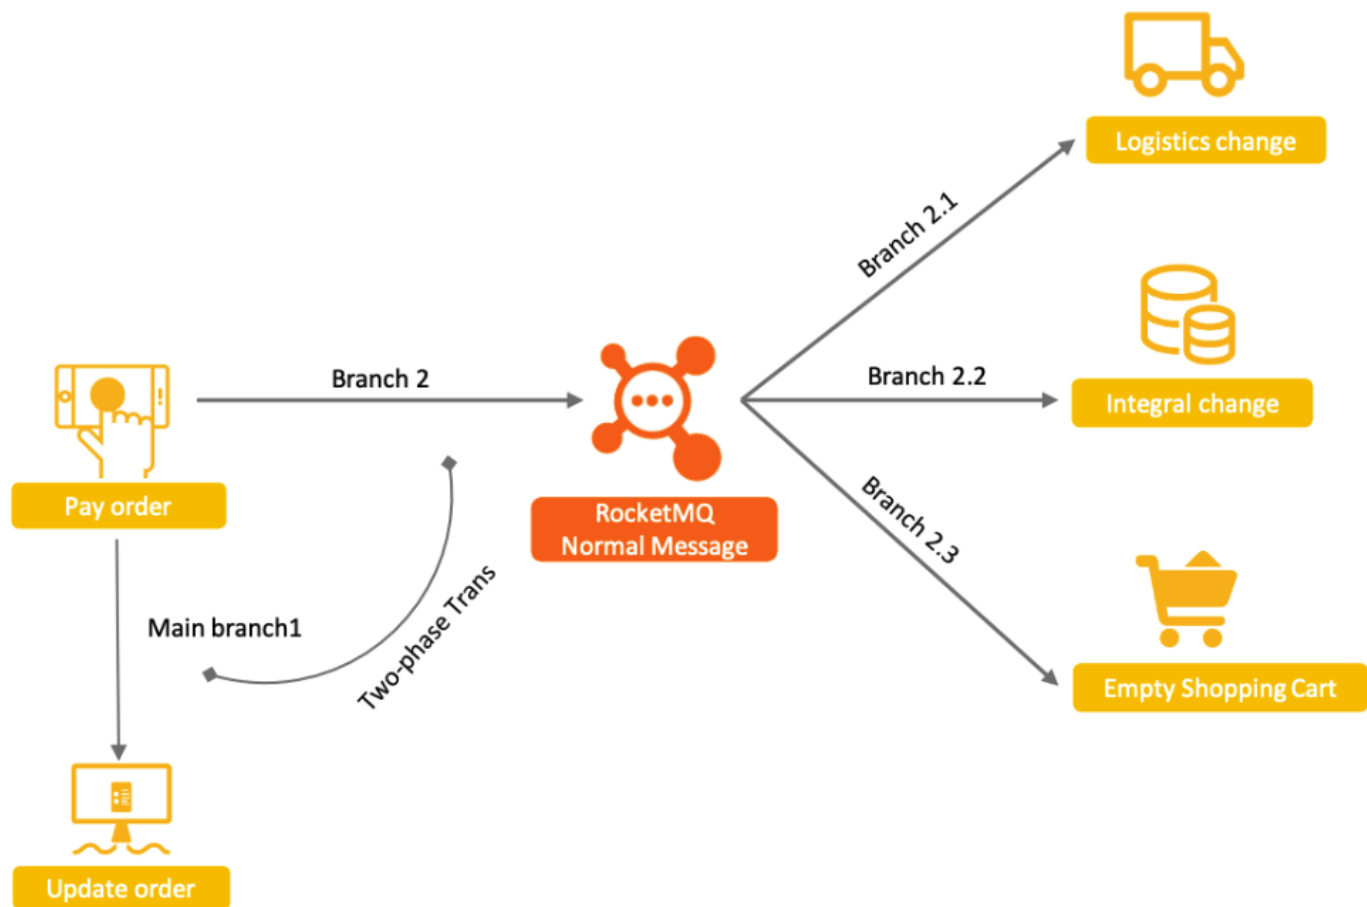 Logistics change
Branch 2.1
Branch 2
Branch 2.2
Integral change
Pay order
RocketMQ
Normal Message
Branch 2.3
Main branch1
Two-phase Trans
Empty Shopping Cart
Update order